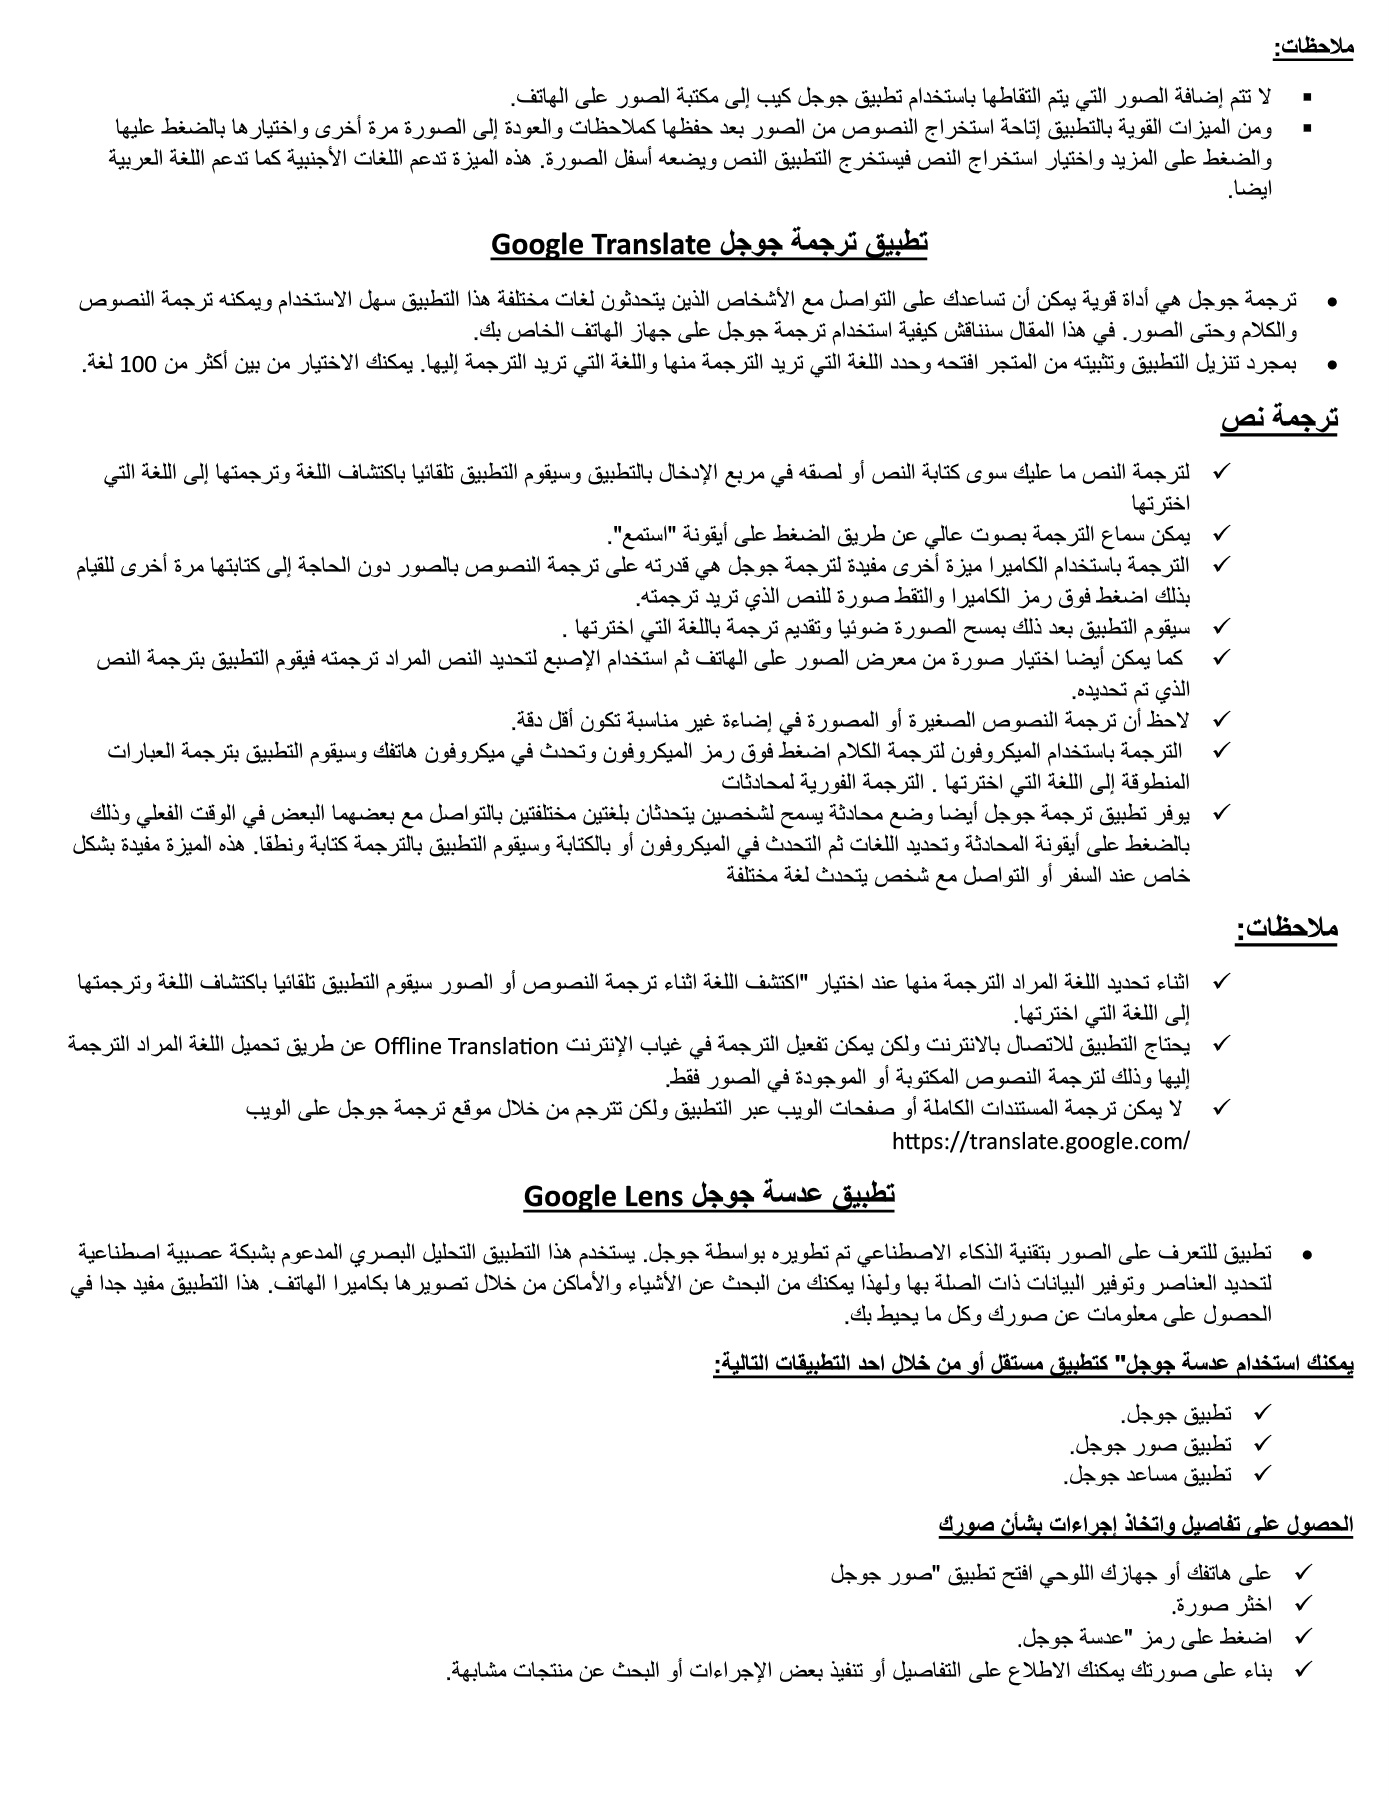 ملاحظات:
▪ لا تتم إضافة الصور التي يتم التقاطها باستخدام تطبيق جوجل كيب إلى مكتبة الصور على الهاتف.
▪ ومن الميزات القوية بالتطبيق إتاحة استخراج النصوص من الصور بعد حفظها كملاحظات والعودة إلى الصورة مرة أخرى واختيارها بالضغط عليها
والضغط على المزيد واختيار استخراج النص فيستخرج التطبيق النص ويضعه أسفل الصورة. هذه الميزة تدعم اللغات الأجنبية كما تدعم اللغة العربية
ايضا.
تطبيق ترجمة جوجل Google Translate
• ترجمة جوجل هي أداة قوية يمكن أن تساعدك على التواصل مع الأشخاص الذين يتحدثون لغات مختلفة هذا التطبيق سهل الاستخدام ويمكنه ترجمة النصوص
والكلام وحتى الصور. في هذا المقال سنناقش كيفية استخدام ترجمة جوجل على جهاز الهاتف الخاص بك.
• بمجرد تنزيل التطبيق وتثبيته من المتجر افتحه وحدد اللغة التي تريد الترجمة منها واللغة التي تريد الترجمة إليها. يمكنك الاختيار من بين أكثر من 100 لغة.
ترجمة نص
✓ لترجمة النص ما عليك سوى كتابة النص أو لصقه في مربع الإدخال بالتطبيق وسيقوم التطبيق تلقائيا باكتشاف اللغة وترجمتها إلى اللغة التي
اخترتها
✓ يمكن سماع الترجمة بصوت عالي عن طريق الضغط على أيقونة "استمع".
✓ الترجمة باستخدام الكاميرا ميزة أخرى مفيدة لترجمة جوجل هي قدرته على ترجمة النصوص بالصور دون الحاجة إلى كتابتها مرة أخرى للقيام
بذلك اضغط فوق رمز الكاميرا والتقط صورة للنص الذي تريد ترجمته.
✓ سيقوم التطبيق بعد ذلك بمسح الصورة ضوئيا وتقديم ترجمة باللغة التي اخترتها .
✓ كما يمكن أيضا اختيار صورة من معرض الصور على الهاتف ثم استخدام الإصبع لتحديد النص المراد ترجمته فيقوم التطبيق بترجمة النص
الذي تم تحديده.
✓ لاحظ أن ترجمة النصوص الصغيرة أو المصورة في إضاءة غير مناسبة تكون أقل دقة.
✓ الترجمة باستخدام الميكروفون لترجمة الكلام اضغط فوق رمز الميكروفون وتحدث في ميكروفون هاتفك وسيقوم التطبيق بترجمة العبارات
المنطوقة إلى اللغة التي اخترتها . الترجمة الفورية لمحادثات
✓ يوفر تطبيق ترجمة جوجل أيضا وضع محادثة يسمح لشخصين يتحدثان بلغتين مختلفتين بالتواصل مع بعضهما البعض في الوقت الفعلي وذلك
بالضغط على أيقونة المحادثة وتحديد اللغات ثم التحدث في الميكروفون أو بالكتابة وسيقوم التطبيق بالترجمة كتابة ونطقا. هذه الميزة مفيدة بشكل
خاص عند السفر أو التواصل مع شخص يتحدث لغة مختلفة
ملاحظات:
✓ اثناء تحديد اللغة المراد الترجمة منها عند اختيار "اكتشف اللغة اثناء ترجمة النصوص أو الصور سيقوم التطبيق تلقائيا باكتشاف اللغة وترجمتها
إلى اللغة التي اخترتها.
✓ يحتاج التطبيق للاتصال بالانترنت ولكن يمكن تفعيل الترجمة في غياب الإنترنت Offline Translation عن طريق تحميل اللغة المراد الترجمة
إليها وذلك لترجمة النصوص المكتوبة أو الموجودة في الصور فقط.
✓ لا يمكن ترجمة المستندات الكاملة أو صفحات الويب عبر التطبيق ولكن تترجم من خلال موقع ترجمة جوجل على الويب
https://translate.google.com/
تطبيق عدسة جوجل Google Lens
• تطبيق للتعرف على الصور بتقنية الذكاء الاصطناعي تم تطويره بواسطة جوجل. يستخدم هذا التطبيق التحليل البصري المدعوم بشبكة عصبية اصطناعية
لتحديد العناصر وتوفير البيانات ذات الصلة بها ولهذا يمكنك من البحث عن الأشياء والأماكن من خلال تصويرها بكاميرا الهاتف. هذا التطبيق مفيد جدا في
الحصول على معلومات عن صورك وكل ما يحيط بك.
يمكنك استخدام عدسة جوجل" كتطبيق مستقل أو من خلال احد التطبيقات التالية:
✓ تطبيق جوجل.
✓ تطبيق صور جوجل.
✓ تطبيق مساعد جوجل.
الحصول على تفاصيل واتخاذ إجراءات بشأن صورك
✓ على هاتفك أو جهازك اللوحي افتح تطبيق "صور جوجل
✓ اختر صورة.
✓ اضغط على رمز "عدسة جوجل.
✓ بناء على صورتك يمكنك الاطلاع على التفاصيل أو تنفيذ بعض الإجراءات أو البحث عن منتجات مشابهة.